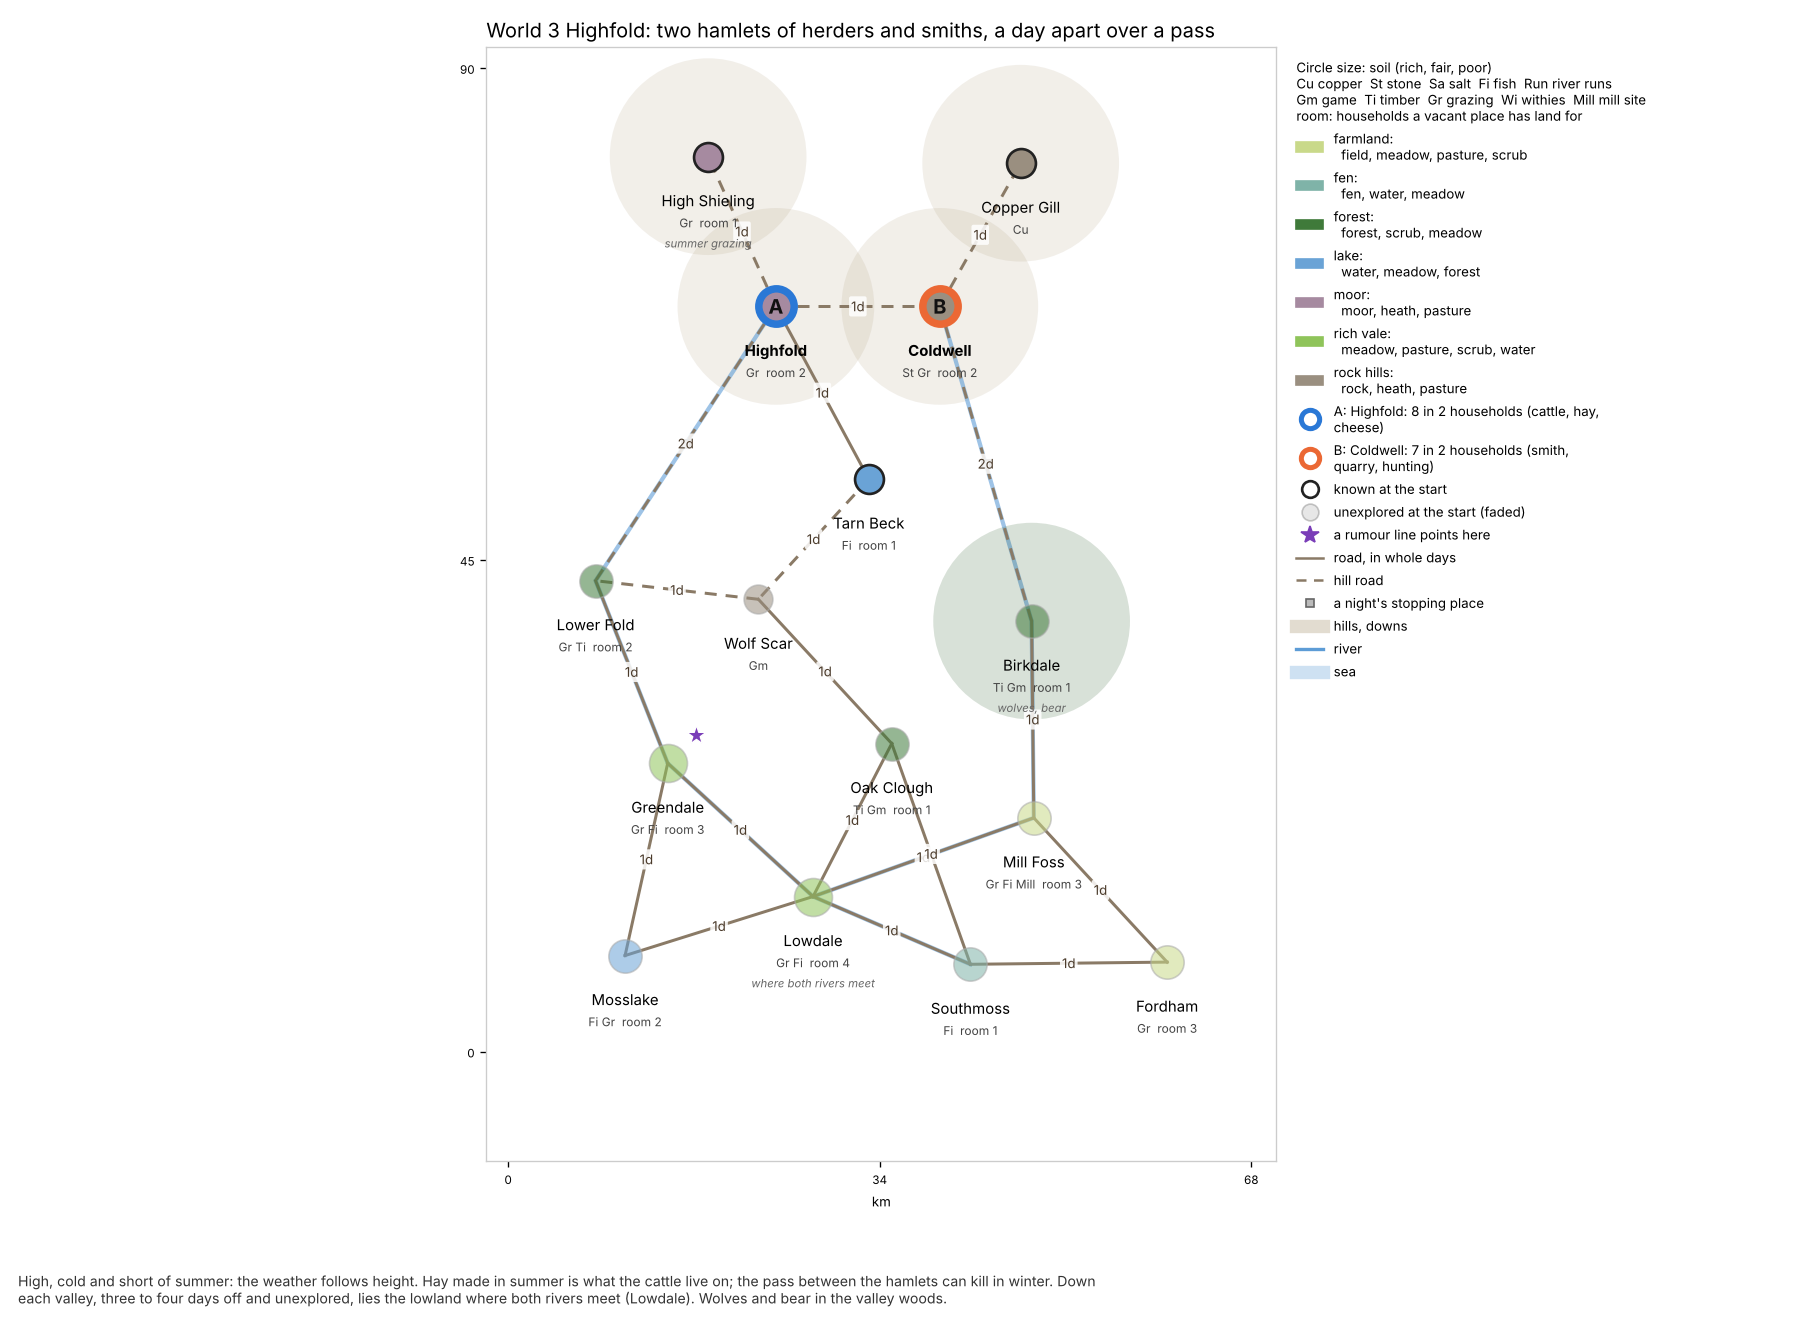 World 3 Highfold: two hamlets of herders and smiths, a day apart over a pass
90
45
0
0
34
68
km
High Shieling
Gr room 1
summer grazing
1d
Copper Gill
Cu
1d
A
1d
B
Highfold
Gr room 2
Coldwell
St Gr room 2
1d
2d
2d
Tarn Beck
Fi room 1
1d
1d
Lower Fold
Gr Ti room 2
Wolf Scar
Gm
Birkdale
Ti Gm room 1
wolves, bear
1d
1d
1d
Greendale
Gr Fi room 3
Oak Clough
Ti Gm room 1
1d
1d
1d
1d
1d
Mill Foss
Gr Fi Mill room 3
1d
1d
1d
Lowdale
Gr Fi room 4
where both rivers meet
1d
Mosslake
Fi Gr room 2
Southmoss
Fi room 1
Fordham
Gr room 3
Circle size: soil (rich, fair, poor)
Cu copper St stone Sa salt Fi fish Run river runs
Gm game Ti timber Gr grazing Wi withies Mill mill site
room: households a vacant place has land for
farmland:
field, meadow, pasture, scrub
fen:
fen, water, meadow
forest:
forest, scrub, meadow
lake:
water, meadow, forest
moor:
moor, heath, pasture
rich vale:
meadow, pasture, scrub, water
rock hills:
rock, heath, pasture
A: Highfold: 8 in 2 households (cattle, hay,
cheese)
B: Coldwell: 7 in 2 households (smith,
quarry, hunting)
known at the start
unexplored at the start (faded)
a rumour line points here
road, in whole days
hill road
a night's stopping place
hills, downs
river
sea
High, cold and short of summer: the weather follows height. Hay made in summer is what the cattle live on; the pass between the hamlets can kill in winter. Down
each valley, three to four days off and unexplored, lies the lowland where both rivers meet (Lowdale). Wolves and bear in the valley woods.